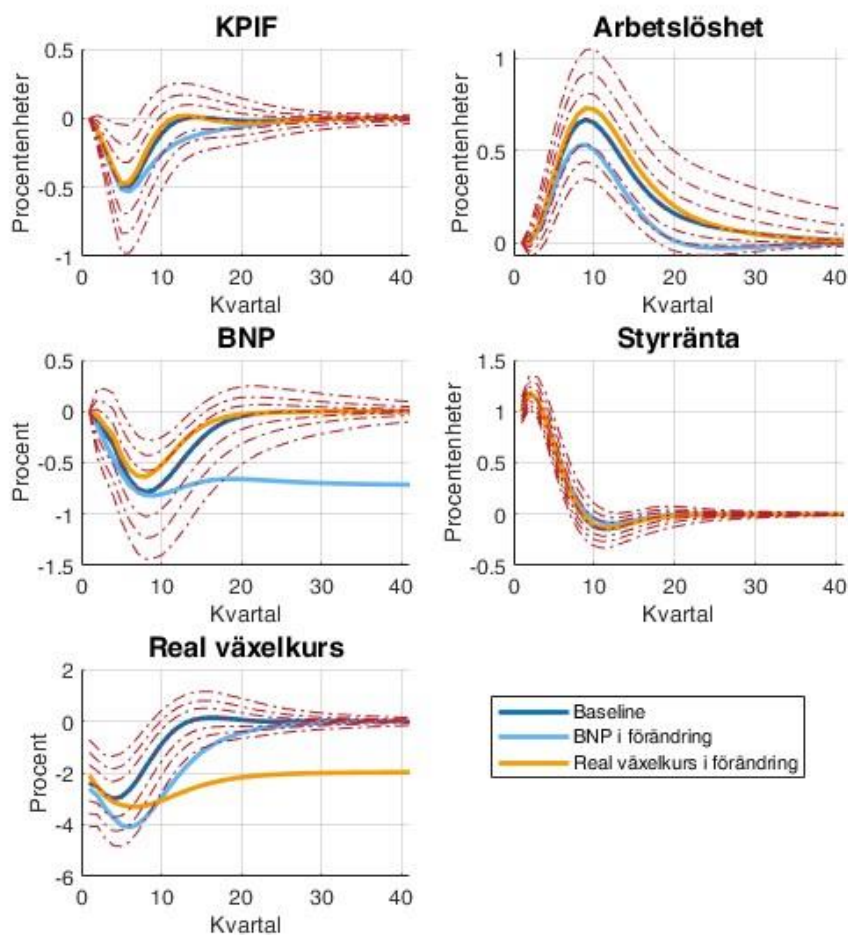 KPIF
Procentenheter
0.5
0
-0.5
-1
0 10 20 30 40
Kvartal
Arbetslöshet
Procentenheter
1
0.5
0
0 10 20 30 40
Kvartal
BNP
Procent
0.5
0
-0.5
-1
-1.5
0 10 20 30 40
Kvartal
Styrränta
Procentenheter
1.5
1
0.5
0
-0.5
0 10 20 30 40
Kvartal
Real växelkurs
Procent
2
0
-2
-4
-6
0 10 20 30 40
Kvartal
Baseline
BNP i förändring
Real växelkurs i förändring